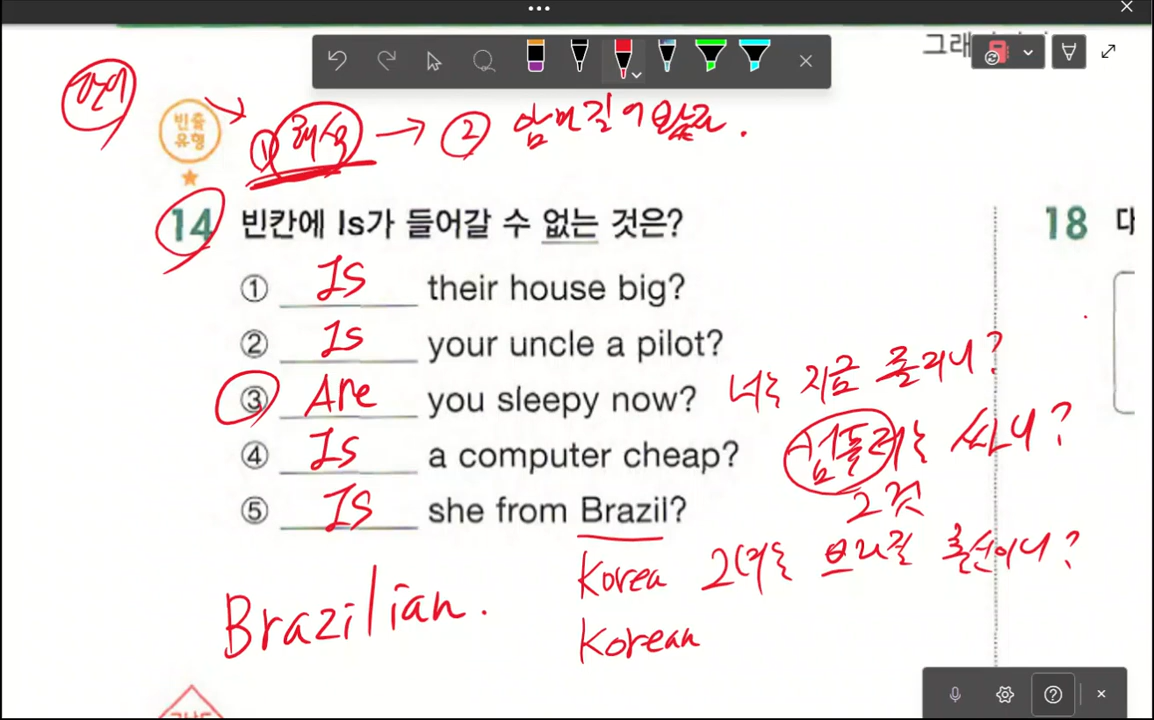 그래
단어
빈출
유형
① 해석 → ②
14 빈칸에 Is가 들어갈 수 없는 것은?
① Is their house big?
② Is your uncle a pilot?
③ Are you sleepy now? 너는 지금 졸리니?
④ Is a computer cheap? 컴퓨터는 싸니?
그것
⑤ Is she from Brazil?
Korea 그녀는 브라질 출신이니?
Brazilian.
Korean
18 다